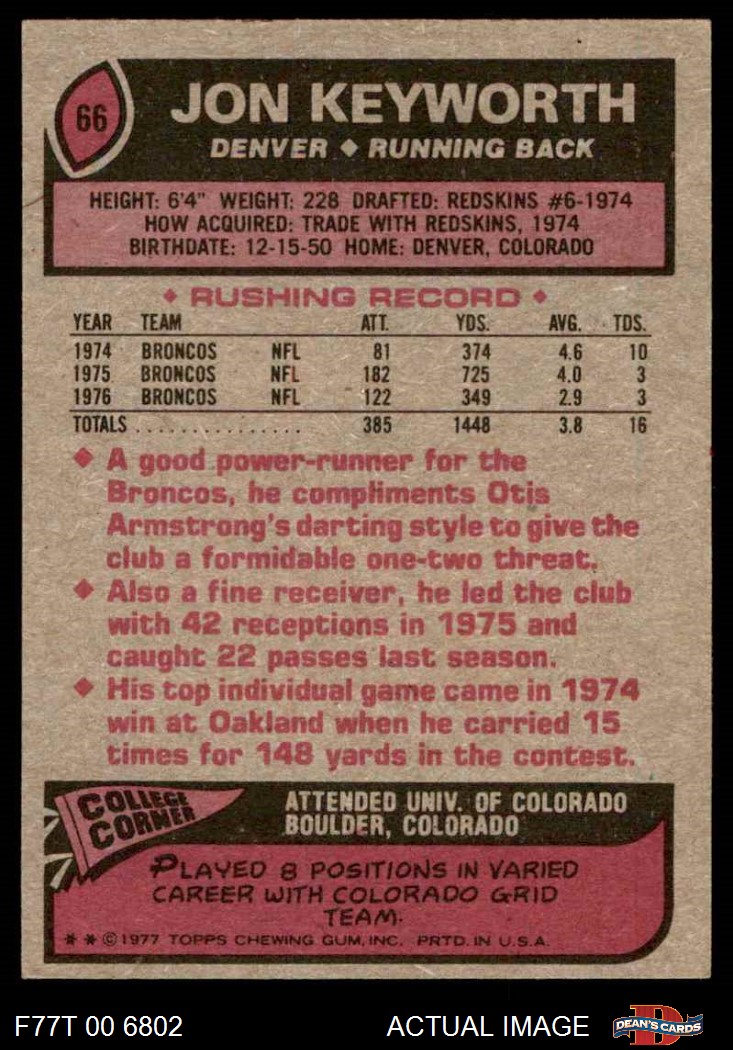 66
JON KEYWORTH
DENVER ◆ RUNNING BACK
HEIGHT: 6'4" WEIGHT: 228 DRAFTED: REDSKINS #6-1974
HOW ACQUIRED: TRADE WITH REDSKINS, 1974
BIRTHDATE: 12-15-50 HOME: DENVER, COLORADO
◆ RUSHING RECORD ◆
YEAR TEAM ATT. YDS. AVG. TDS.
1974 BRONCOS NFL 81 374 4.6 10
1975 BRONCOS NFL 182 725 4.0 3
1976 BRONCOS NFL 122 349 2.9 3
TOTALS ................ 385 1448 3.8 16
◆ A good power-runner for the
Broncos, he compliments Otis
Armstrong's darting style to give the
club a formidable one-two threat.
◆ Also a fine receiver, he led the club
with 42 receptions in 1975 and
caught 22 passes last season.
◆ His top individual game came in 1974
win at Oakland when he carried 15
times for 148 yards in the contest.
COLLEGE
CORNER
ATTENDED UNIV. OF COLORADO
BOULDER, COLORADO
PLAYED 8 POSITIONS IN VARIED
CAREER WITH COLORADO GRID
TEAM.
* * © 1977 TOPPS CHEWING GUM, INC. PRTD. IN U.S.A.
F77T 00 6802 ACTUAL IMAGE DEAN'S CARDS